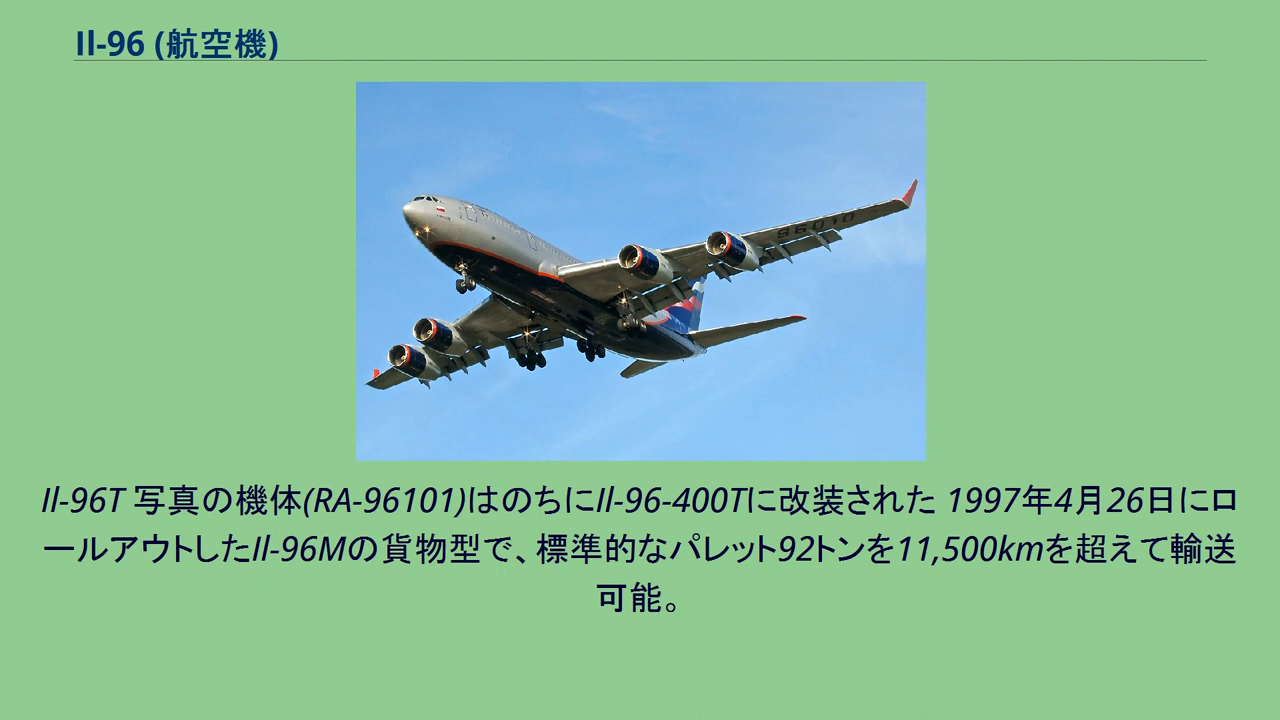 Il-96 (航空機)
96010
Il-96T 写真の機体(RA-96101)はのちにIl-96-400Tに改装された 1997年4月26日にロ
ールアウトしたIl-96Mの貨物型で、標準的なパレット92トンを11,500kmを超えて輸送
可能。